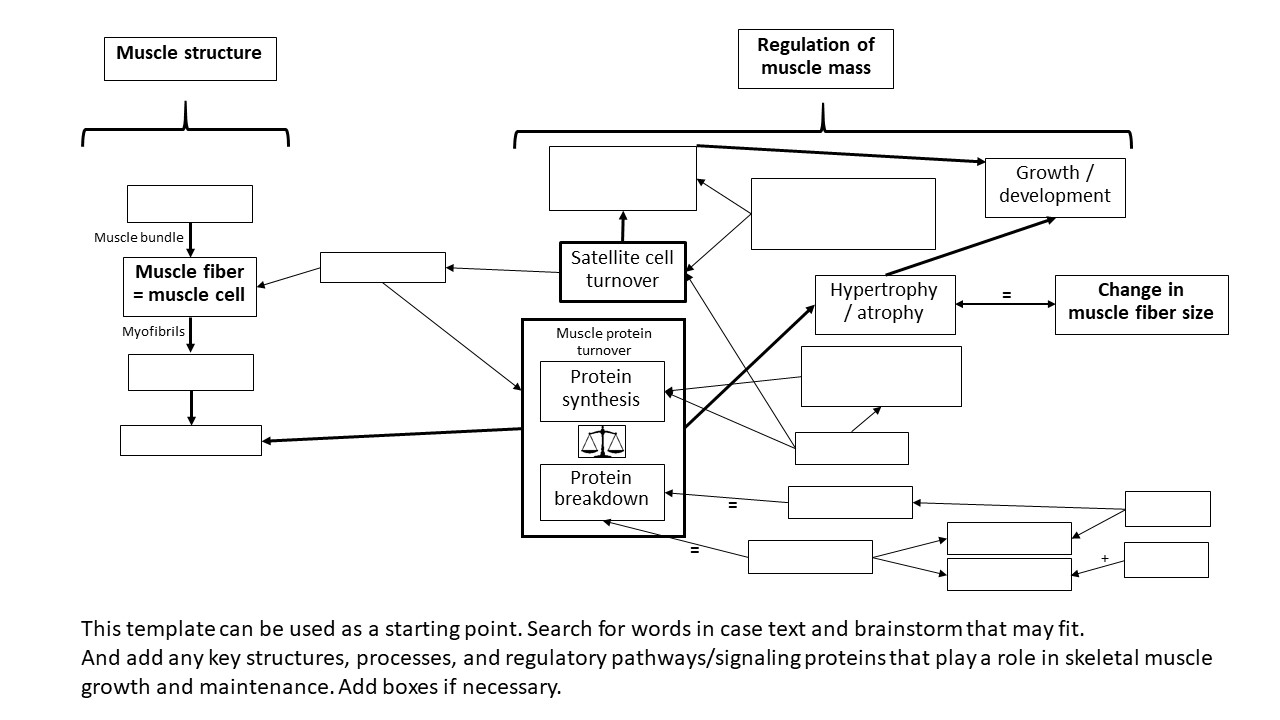 Muscle structure
Regulation of
muscle mass
Growth /
development
Muscle bundle
Muscle fiber
= muscle cell
Satellite cell
turnover
Hypertrophy
/ atrophy
=
Change in
muscle fiber size
Myofibrils
Muscle protein
turnover
Protein
synthesis
Protein
breakdown
=
=
+
This template can be used as a starting point. Search for words in case text and brainstorm that may fit.
And add any key structures, processes, and regulatory pathways/signaling proteins that play a role in skeletal muscle
growth and maintenance. Add boxes if necessary.